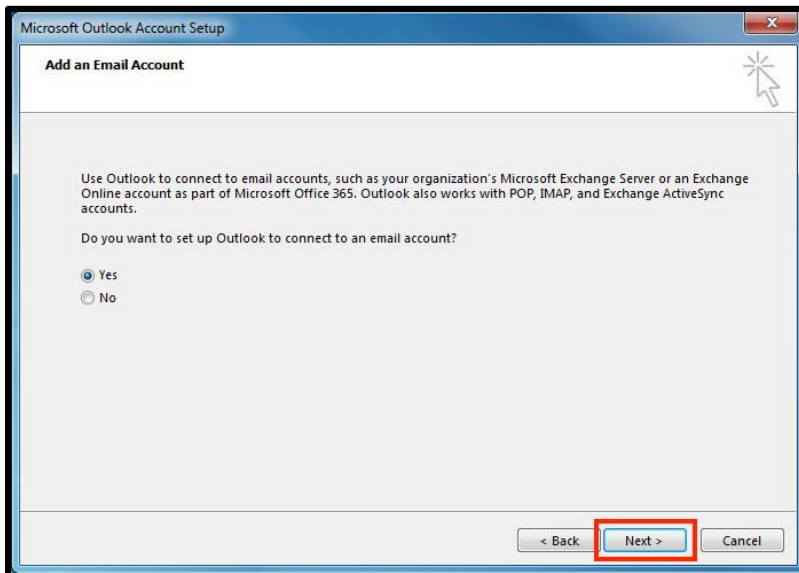 Microsoft Outlook Account Setup
Add an Email Account
Use Outlook to connect to email accounts, such as your organization's Microsoft Exchange Server or an Exchange
Online account as part of Microsoft Office 365. Outlook also works with POP, IMAP, and Exchange ActiveSync
accounts.
Do you want to set up Outlook to connect to an email account?
Yes
No
< Back Next > Cancel